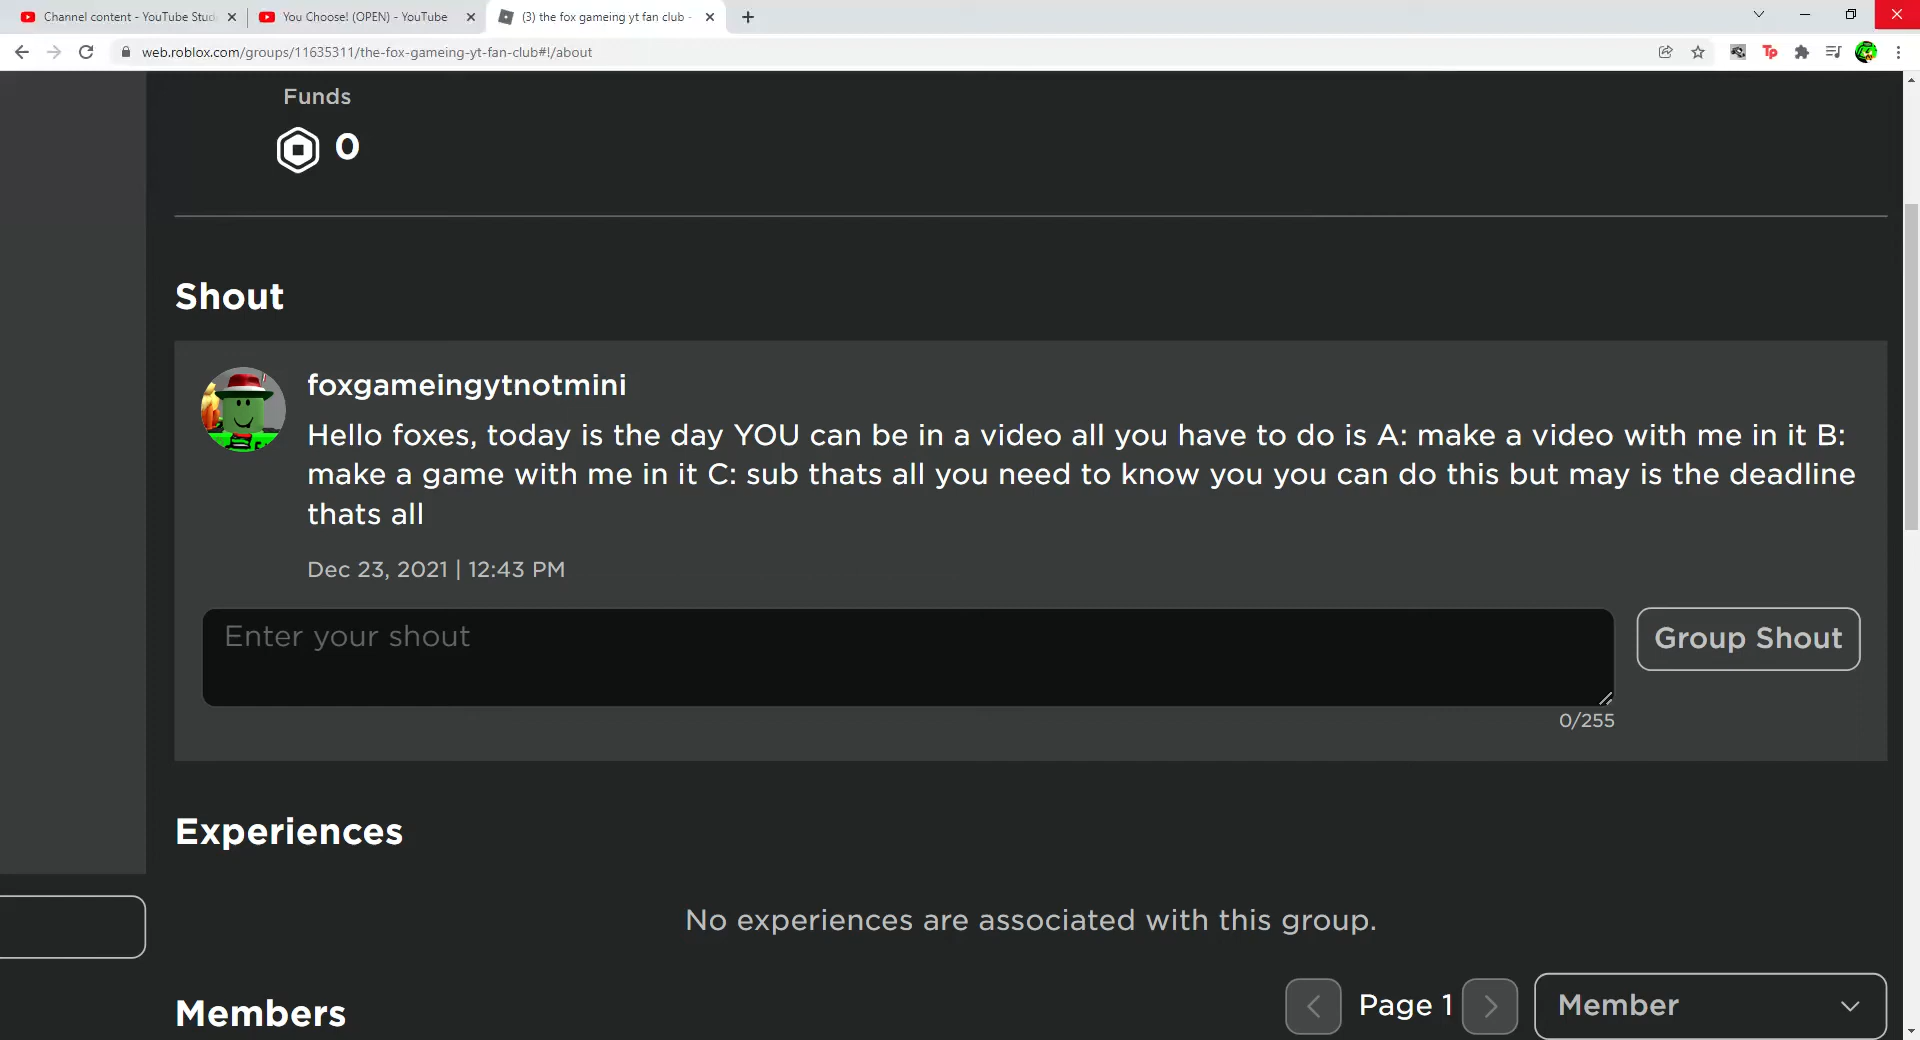 Channel content - YouTube Stud
You Choose! (OPEN) - YouTube
(3) the fox gameing yt fan club -
web.roblox.com/groups/11635311/the-fox-gameing-yt-fan-club#!/about
Tp
Funds
0
Shout
foxgameingytnotmini
Hello foxes, today is the day YOU can be in a video all you have to do is A: make a video with me in it B:
make a game with me in it C: sub thats all you need to know you you can do this but may is the deadline
thats all
Dec 23, 2021 | 12:43 PM
Enter your shout
Group Shout
0/255
Experiences
No experiences are associated with this group.
Members
Page 1
Member